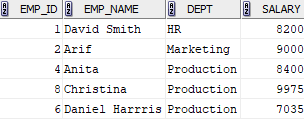 EMP_ID EMP_NAME DEPT SALARY
1 David Smith HR 8200
2 Arif Marketing 9000
4 Anita Production 8400
8 Christina Production 9975
6 Daniel Harrris Production 7035